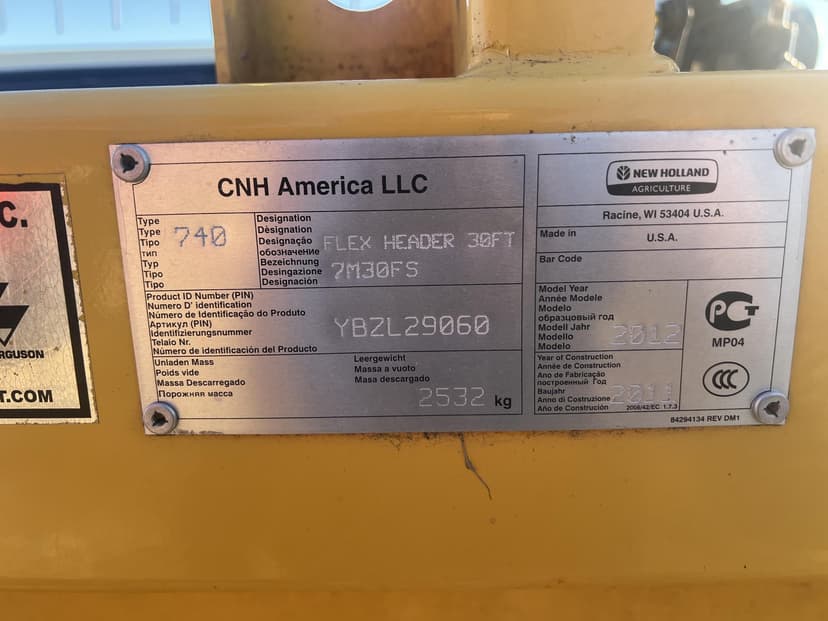 C.
ERGUSON
T.COM
CNH America LLC
Type
Type
Tipo
тип
Typ
Tipo
Tipo
740
Designation
Dèsignation
Designação
обозначение
Bezeichnung
Desingazione
Designación
FLEX HEADER 30FT
7M30FS
Product ID Number (PIN)
Numero D' identification
Número de Identificação do Produto
Артикул (PIN)
Identifizierungsnummer
Telaio Nr.
Número de identificación del Producto
YBZL29060
Unladen Mass
Poids vide
Massa Descarregado
Порожняя масса
Leergewicht
Massa a vuoto
Masa descargado
2532 kg
NEW HOLLAND
AGRICULTURE
Racine, WI 53404 U.S.A.
Made in
U.S.A.
Bar Code
Model Year
Année Modele
Modelo
образцовый год
Modell Jahr
Modello
Modelo
2012
Year of Construction
Année de Construction
Ano de Fabricação
построенный Год
Baujahr
Anno di Costruzione
Año de Construción
2011
2006/42/EC 1.7.3
РСТ
MP04
CCC
84294134 REV DM1